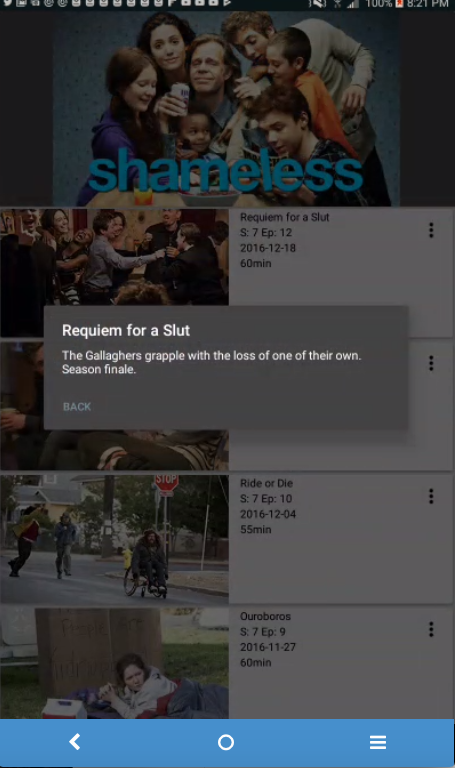 100% 8:21 PM
shameless
Requiem for a Slut
S: 7 Ep: 12
2016-12-18
60min
Requiem for a Slut
The Gallaghers grapple with the loss of one of their own.
Season finale.
BACK
STOP
Ride or Die
S: 7 Ep: 10
2016-12-04
55min
Ouroboros
S: 7 Ep: 9
2016-11-27
60min